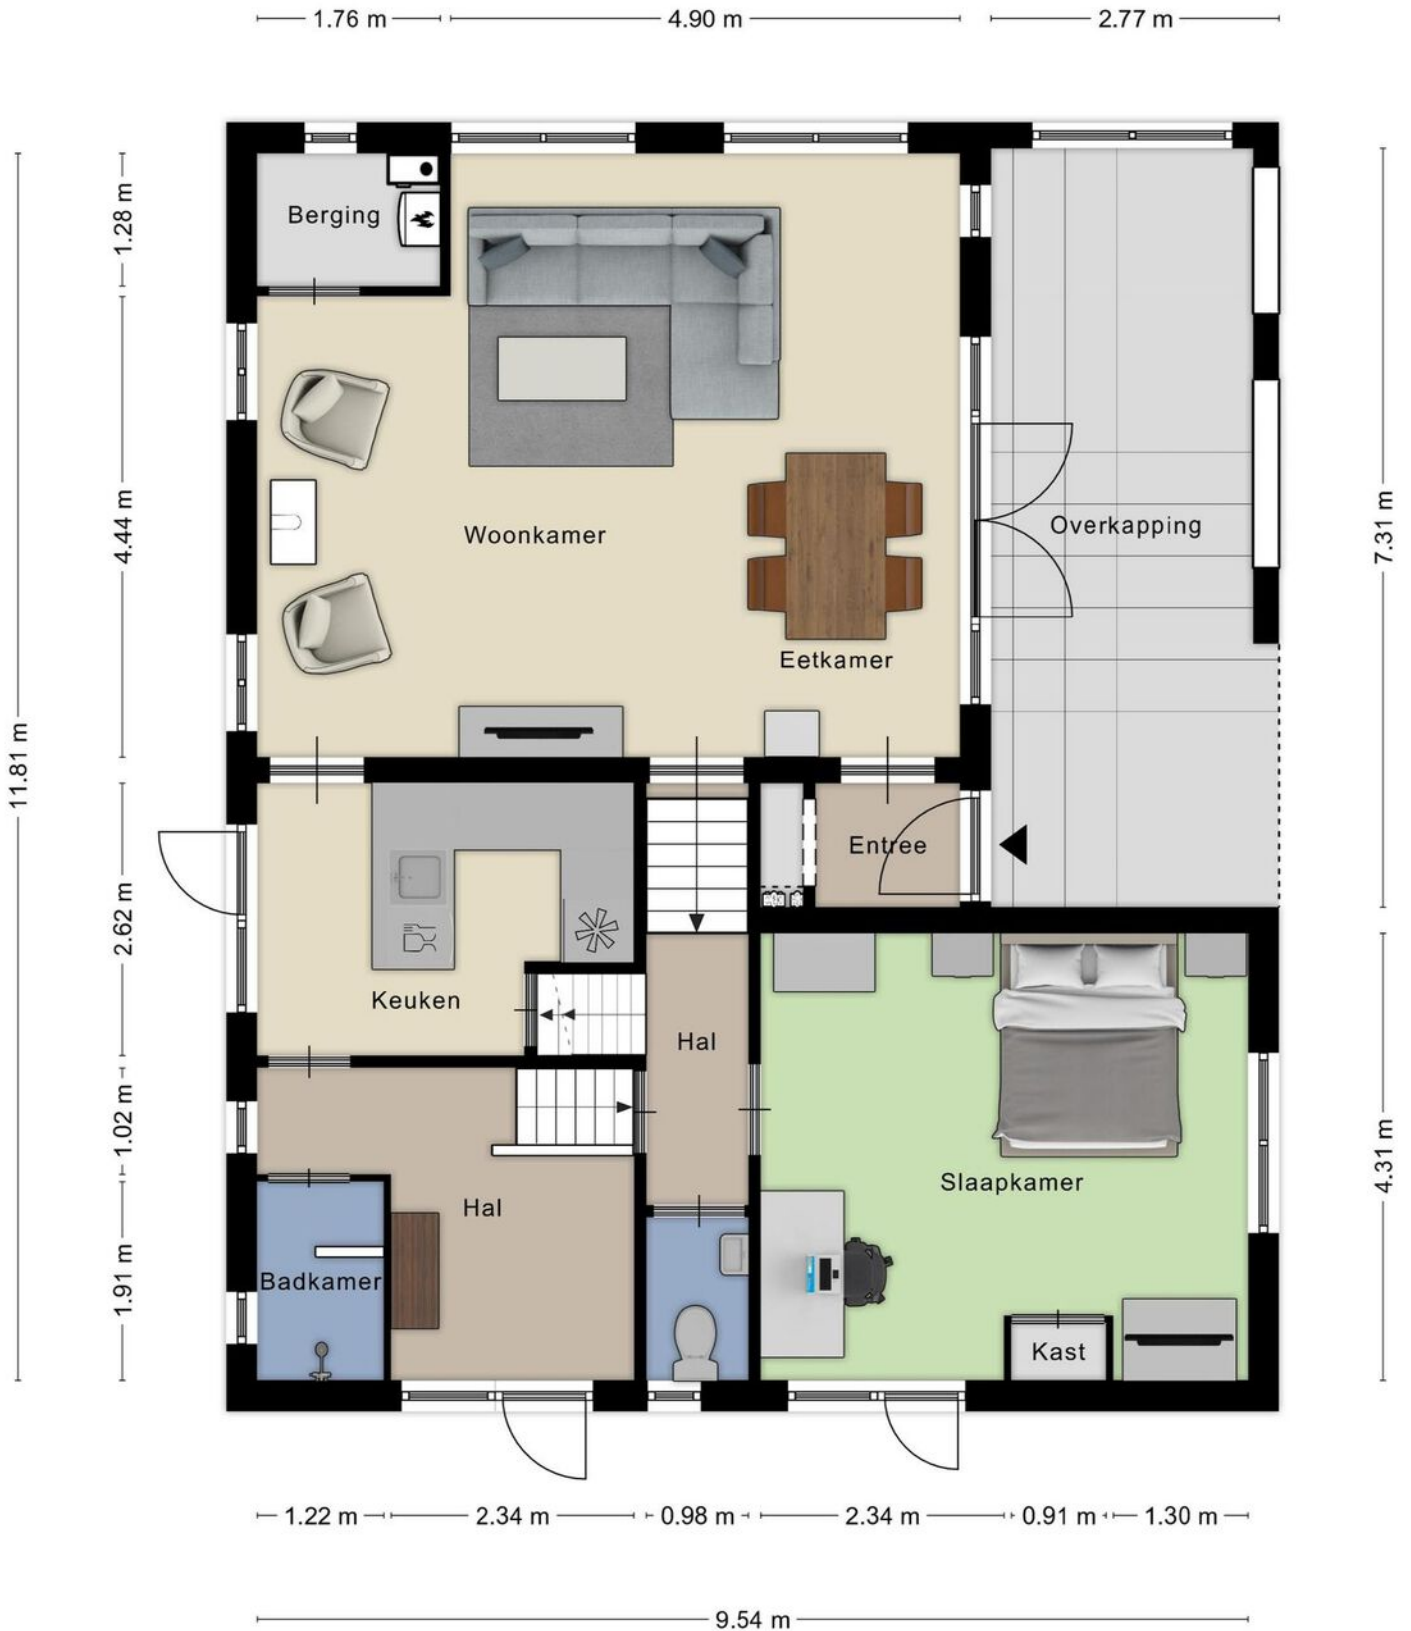 1.76 m
4.90 m
2.77 m
Berging
1.28 m
4.44 m
Woonkamer
Overkapping
7.31 m
Eetkamer
11.81 m
Entree
2.62 m
Keuken
Hal
1.02 m
4.31 m
Slaapkamer
Hal
1.91 m
Badkamer
Kast
1.22 m
2.34 m
0.98 m
2.34 m
0.91 m
1.30 m
9.54 m